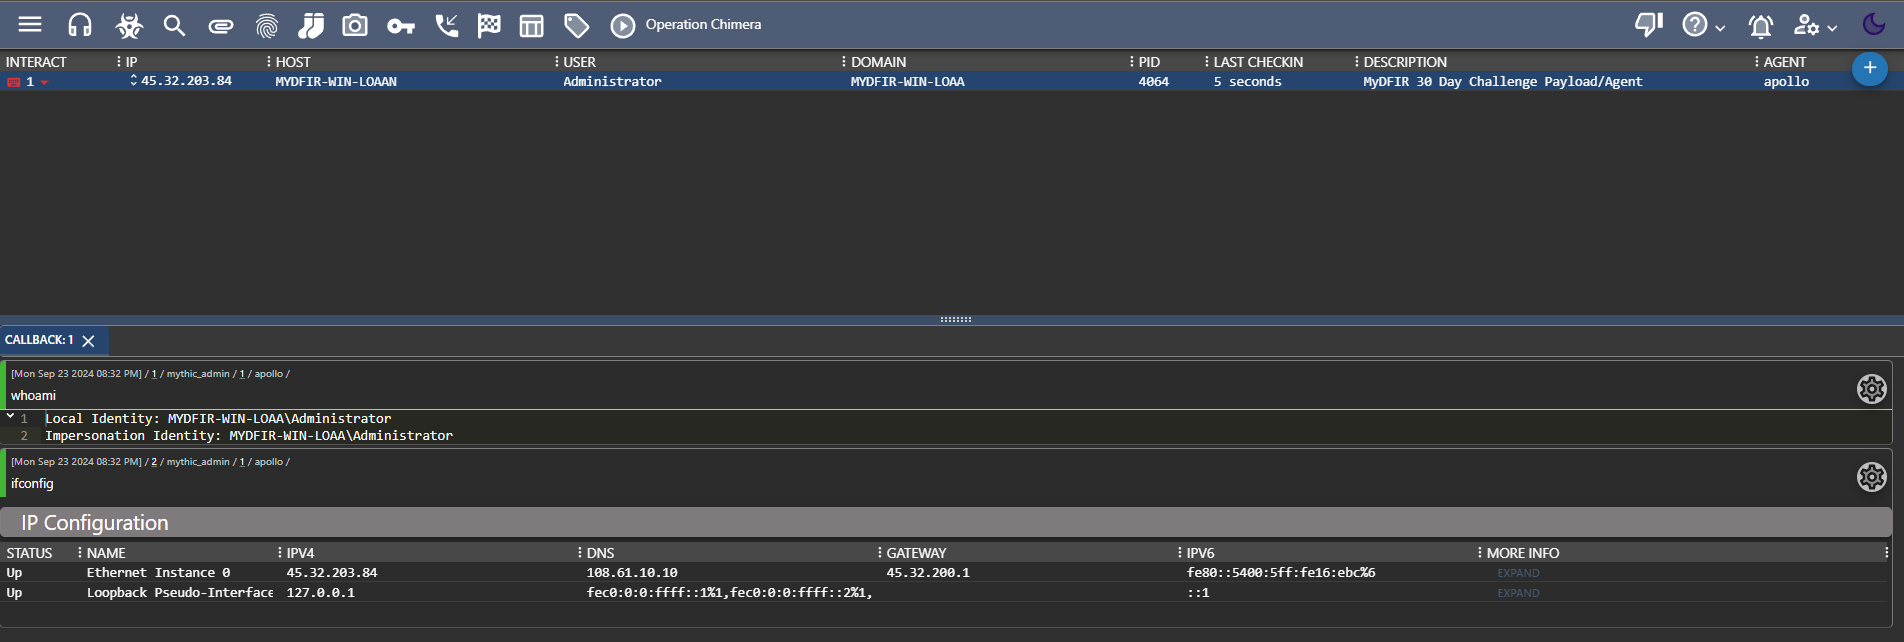 Operation Chimera
INTERACT IP HOST USER DOMAIN PID LAST CHECKIN DESCRIPTION AGENT
1 45.32.203.84 MYDFIR-WIN-LOAAN Administrator MYDFIR-WIN-LOAA 4064 5 seconds MyDFIR 30 Day Challenge Payload/Agent apollo
CALLBACK: 1
[Mon Sep 23 2024 08:32 PM] / 1 / mythic_admin / 1 / apollo /
whoami
1 Local Identity: MYDFIR-WIN-LOAA\Administrator
2 Impersonation Identity: MYDFIR-WIN-LOAA\Administrator
[Mon Sep 23 2024 08:32 PM] / 2 / mythic_admin / 1 / apollo /
ifconfig
IP Configuration
STATUS NAME IPV4 DNS GATEWAY IPV6 MORE INFO
Up Ethernet Instance 0 45.32.203.84 108.61.10.10 45.32.200.1 fe80::5400:5ff:fe16:ebc%6 EXPAND
Up Loopback Pseudo-Interface 127.0.0.1 fec0:0:0:ffff::1%1,fec0:0:0:ffff::2%1, ::1 EXPAND